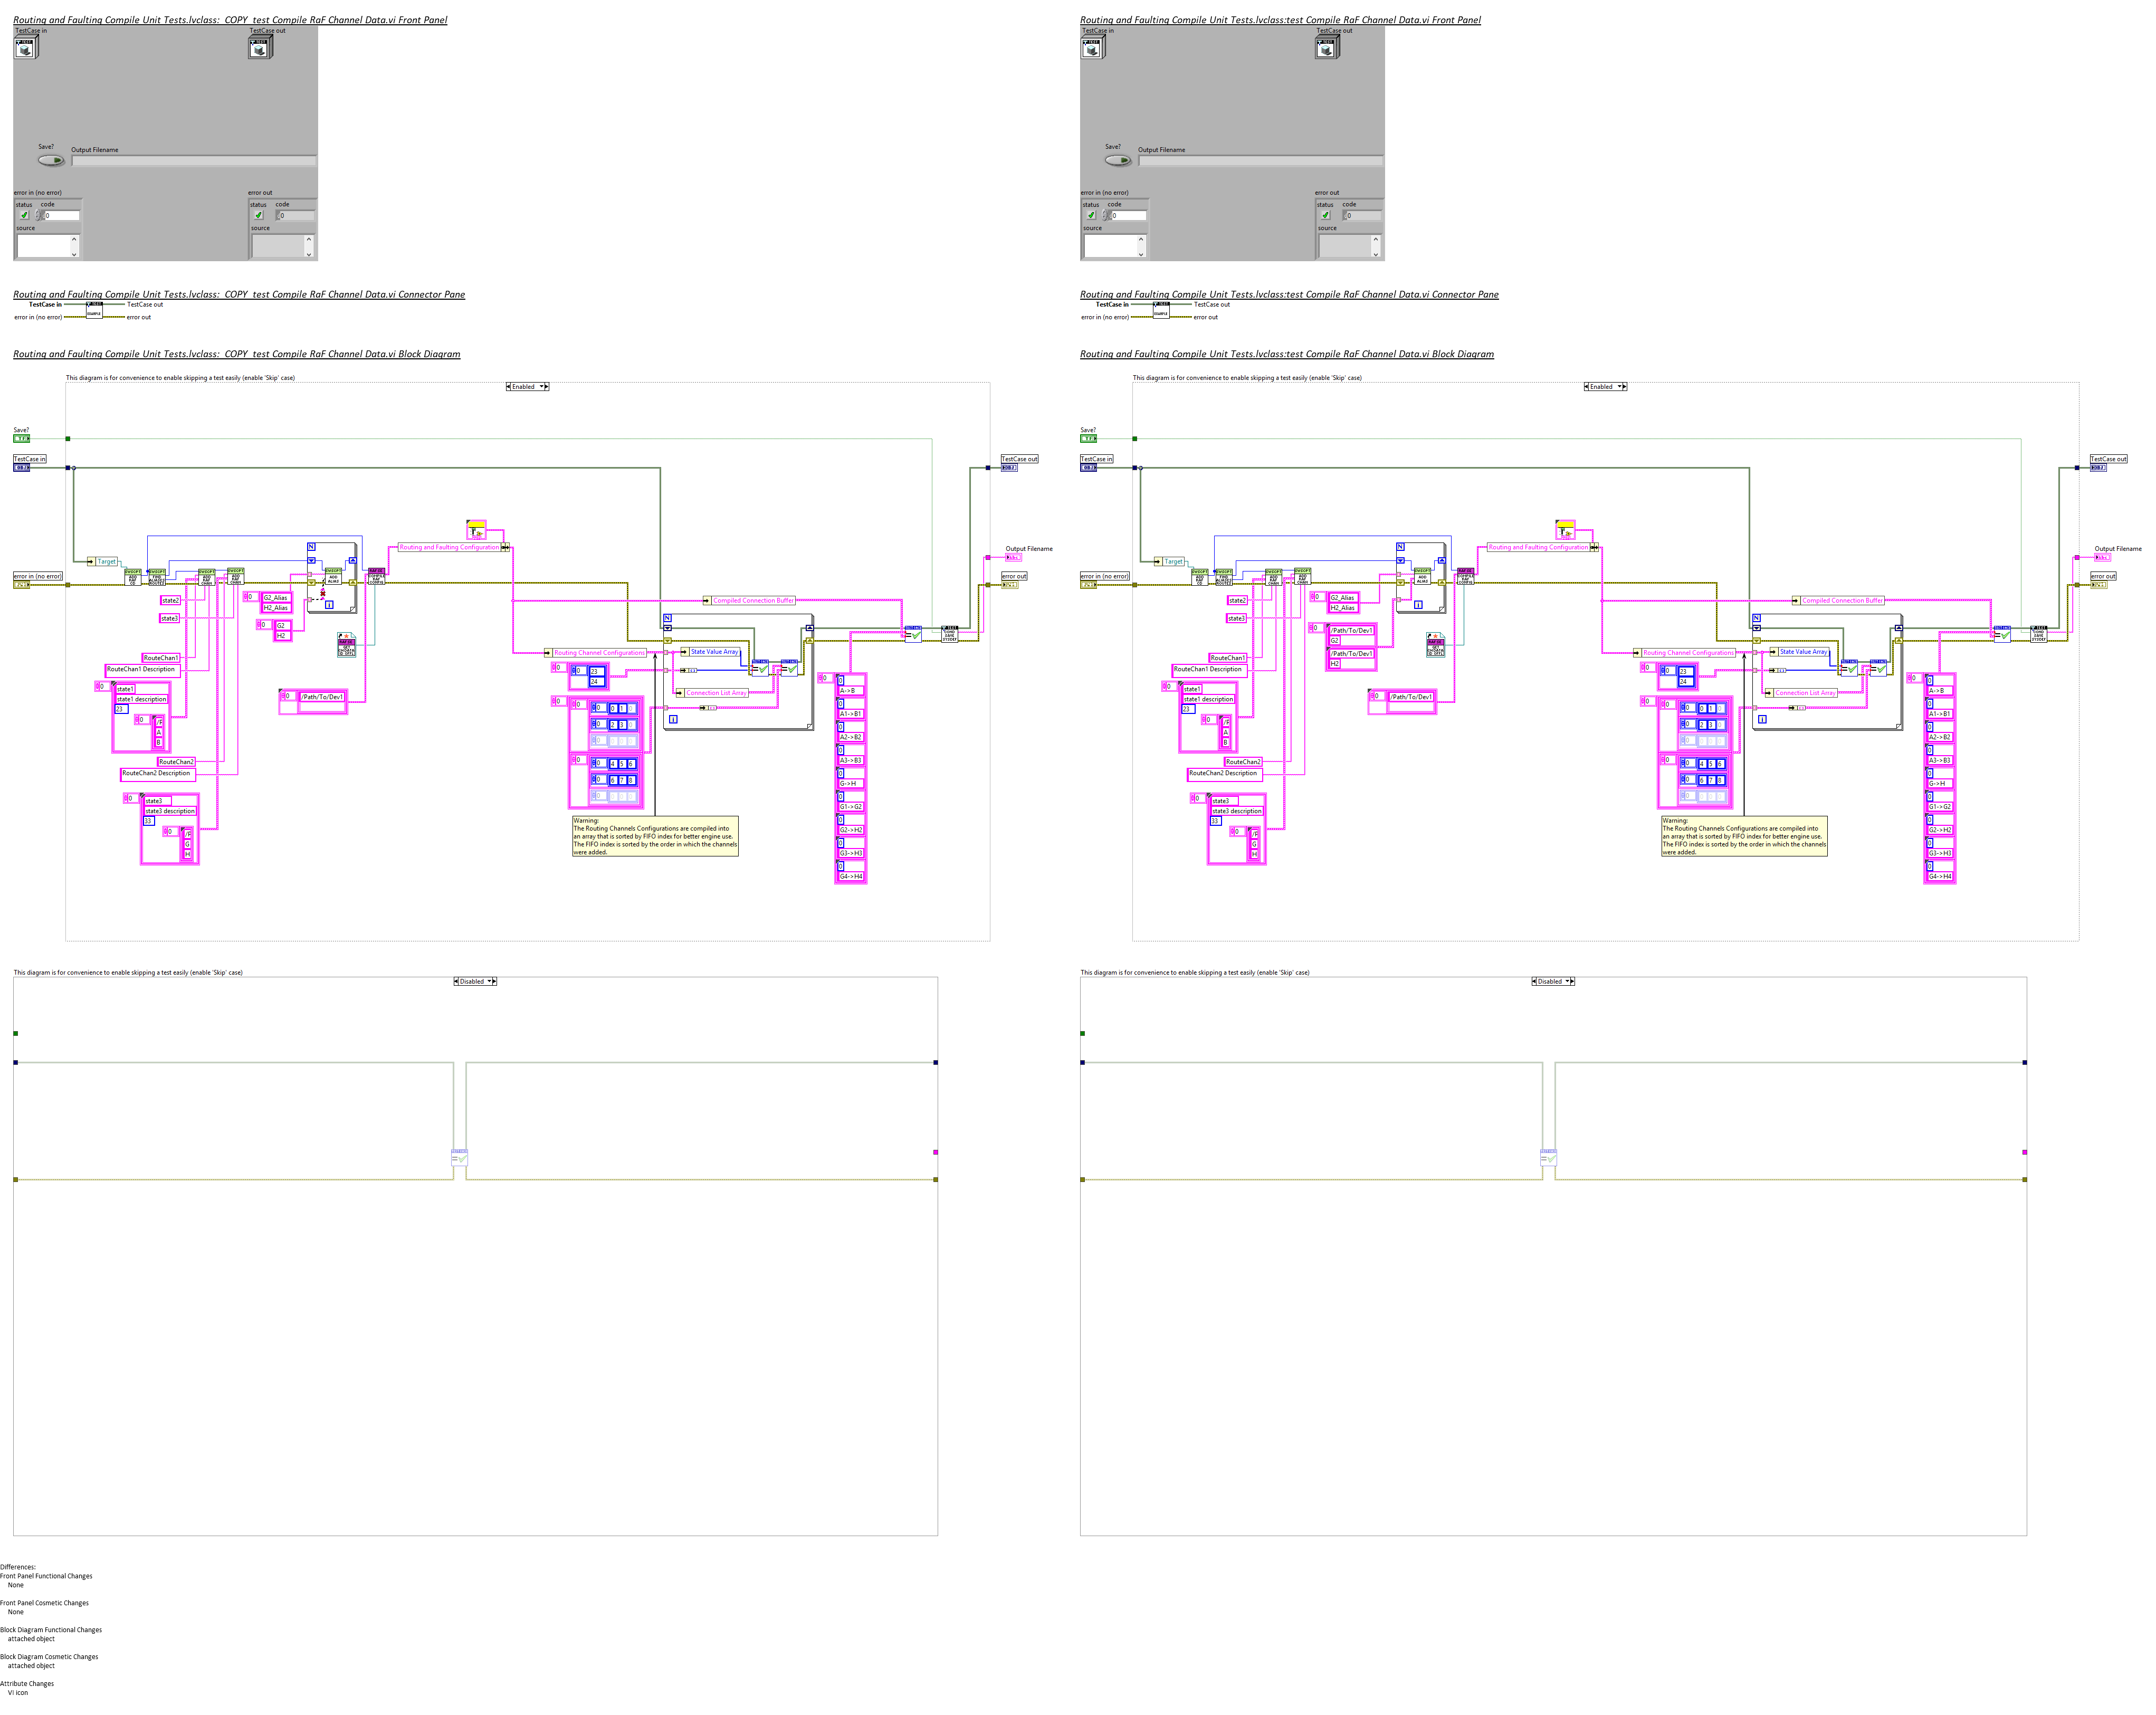 Routing and Faulting Compile Unit Tests.lvclass:_COPY_test Compile RaF Channel Data.vi Front Panel
TestCase in
TestCase out
Save?
Output Filename
error in (no error)
error out
status
code
0
status
code
0
source
source
Routing and Faulting Compile Unit Tests.lvclass:_COPY_test Compile RaF Channel Data.vi Connector Pane
TestCase in
TestCase out
error in (no error)
error out
Routing and Faulting Compile Unit Tests.lvclass:_COPY_test Compile RaF Channel Data.vi Block Diagram
This diagram is for convenience to enable skipping a test easily (enable 'Skip' case)
Enabled
Save?
TestCase in
TestCase out
Routing and Faulting Configuration
Output Filename
Target
error in (no error)
error out
state2
G2_Alias
H2_Alias
Compiled Connection Buffer
state3
G2
H2
RouteChan1
RouteChan1 Description
Routing Channel Configurations
State Value Array
23
24
state1
state1 description
23
/F
A
B
/Path/To/Dev1
Connection List Array
0 1
2 3
4 5 6
6 7 8
A->B
A1->B1
A2->B2
A3->B3
G->H
G1->G2
G2->H2
G3->H3
G4->H4
RouteChan2
RouteChan2 Description
state3
state3 description
33
/F
G
H
Warning:
The Routing Channels Configurations are compiled into
an array that is sorted by FIFO index for better engine use.
The FIFO index is sorted by the order in which the channels
were added.
This diagram is for convenience to enable skipping a test easily (enable 'Skip' case)
Disabled
Routing and Faulting Compile Unit Tests.lvclass:test Compile RaF Channel Data.vi Front Panel
TestCase in
TestCase out
Save?
Output Filename
error in (no error)
error out
status
code
0
status
code
0
source
source
Routing and Faulting Compile Unit Tests.lvclass:test Compile RaF Channel Data.vi Connector Pane
TestCase in
TestCase out
error in (no error)
error out
Routing and Faulting Compile Unit Tests.lvclass:test Compile RaF Channel Data.vi Block Diagram
This diagram is for convenience to enable skipping a test easily (enable 'Skip' case)
Enabled
Save?
TestCase in
TestCase out
Routing and Faulting Configuration
Output Filename
Target
error in (no error)
error out
state2
G2_Alias
H2_Alias
Compiled Connection Buffer
state3
/Path/To/Dev1
G2
/Path/To/Dev1
H2
RouteChan1
RouteChan1 Description
Routing Channel Configurations
State Value Array
23
24
state1
state1 description
23
/F
A
B
/Path/To/Dev1
Connection List Array
0 1
2 3
4 5 6
6 7 8
A->B
A1->B1
A2->B2
A3->B3
G->H
G1->G2
G2->H2
G3->H3
G4->H4
RouteChan2
RouteChan2 Description
state3
state3 description
33
/F
G
H
Warning:
The Routing Channels Configurations are compiled into
an array that is sorted by FIFO index for better engine use.
The FIFO index is sorted by the order in which the channels
were added.
This diagram is for convenience to enable skipping a test easily (enable 'Skip' case)
Disabled
Differences:
Front Panel Functional Changes
None
Front Panel Cosmetic Changes
None
Block Diagram Functional Changes
attached object
Block Diagram Cosmetic Changes
attached object
Attribute Changes
VI icon